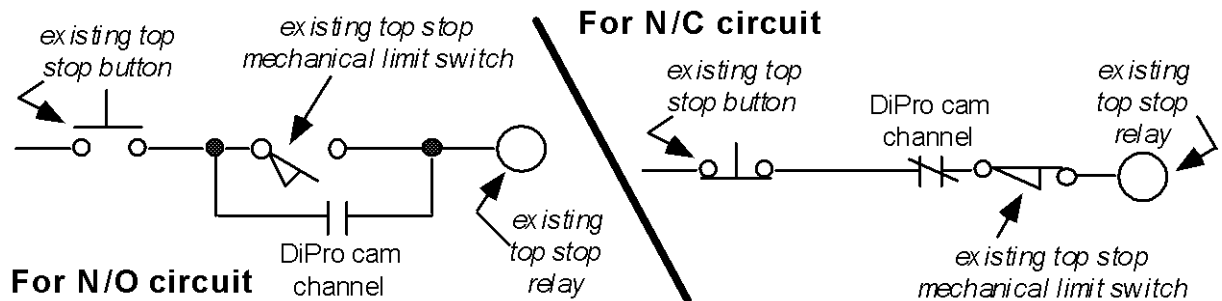 existing top
stop button
existing top stop
mechanical limit switch
DiPro cam
channel
existing
top stop
relay
For N/O circuit
For N/C circuit
existing top
stop button
DiPro cam
channel
existing
top stop
relay
existing top stop
mechanical limit switch